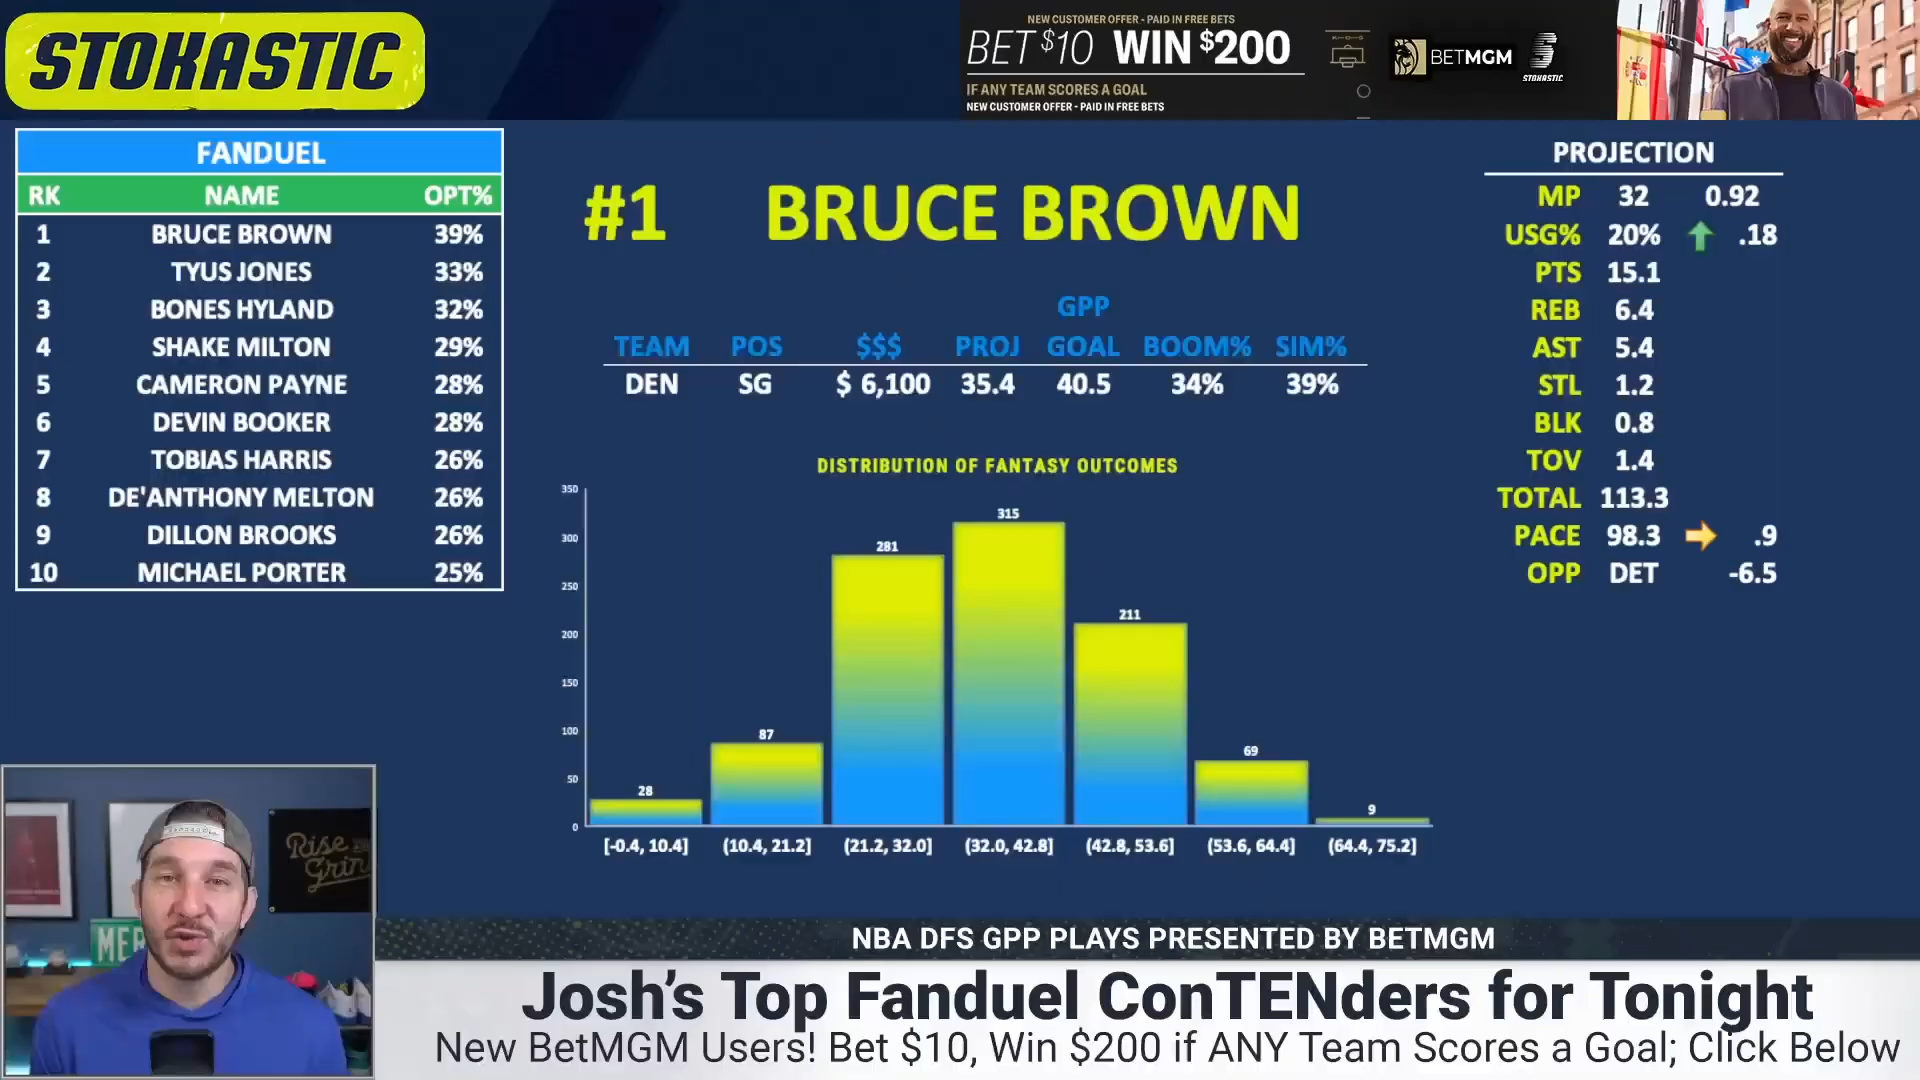 STOKASTIC
NEW CUSTOMER OFFER - PAID IN FREE BETS
BET $10 WIN $200
IF ANY TEAM SCORES A GOAL
NEW CUSTOMER OFFER - PAID IN FREE BETS
BETMGM
STOKASTIC
FANDUEL
RK NAME OPT%
1 BRUCE BROWN 39%
2 TYUS JONES 33%
3 BONES HYLAND 32%
4 SHAKE MILTON 29%
5 CAMERON PAYNE 28%
6 DEVIN BOOKER 28%
7 TOBIAS HARRIS 26%
8 DE'ANTHONY MELTON 26%
9 DILLON BROOKS 26%
10 MICHAEL PORTER 25%
#1 BRUCE BROWN
GPP
TEAM POS $$$ PROJ GOAL BOOM% SIM%
DEN SG $ 6,100 35.4 40.5 34% 39%
DISTRIBUTION OF FANTASY OUTCOMES
350
300
250
200
150
100
50
0
28
87
281
315
211
69
9
[-0.4, 10.4] (10.4, 21.2] (21.2, 32.0] (32.0, 42.8] (42.8, 53.6] (53.6, 64.4] (64.4, 75.2]
PROJECTION
MP 32 0.92
USG% 20% .18
PTS 15.1
REB 6.4
AST 5.4
STL 1.2
BLK 0.8
TOV 1.4
TOTAL 113.3
PACE 98.3 .9
OPP DET -6.5
Rise
Grin
MER
NBA DFS GPP PLAYS PRESENTED BY BETMGM
Josh's Top Fanduel ConTENders for Tonight
New BetMGM Users! Bet $10, Win $200 if ANY Team Scores a Goal; Click Below